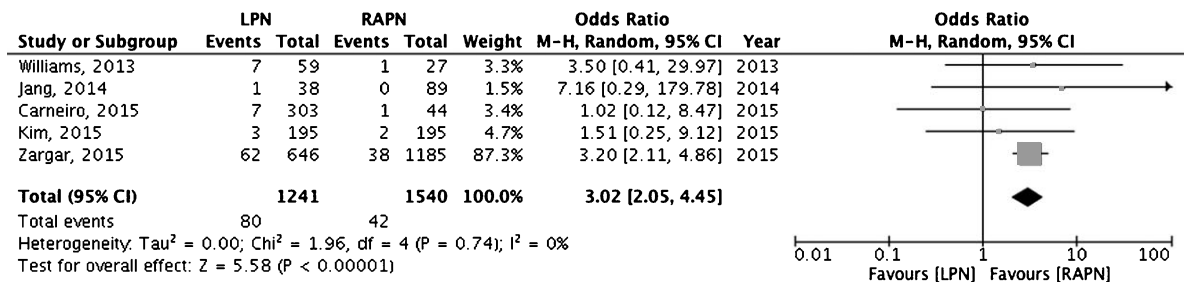 LPN RAPN Odds Ratio Odds Ratio
Study or Subgroup Events Total Events Total Weight M-H, Random, 95% CI Year M-H, Random, 95% CI
Williams, 2013 7 59 1 27 3.3% 3.50 [0.41, 29.97] 2013
Jang, 2014 1 38 0 89 1.5% 7.16 [0.29, 179.78] 2014
Carneiro, 2015 7 303 1 44 3.4% 1.02 [0.12, 8.47] 2015
Kim, 2015 3 195 2 195 4.7% 1.51 [0.25, 9.12] 2015
Zargar, 2015 62 646 38 1185 87.3% 3.20 [2.11, 4.86] 2015
Total (95% CI) 1241 1540 100.0% 3.02 [2.05, 4.45]
Total events 80 42
Heterogeneity: Tau² = 0.00; Chi² = 1.96, df = 4 (P = 0.74); I² = 0%
Test for overall effect: Z = 5.58 (P < 0.00001)
0.01 0.1 1 10 100
Favours [LPN] Favours [RAPN]